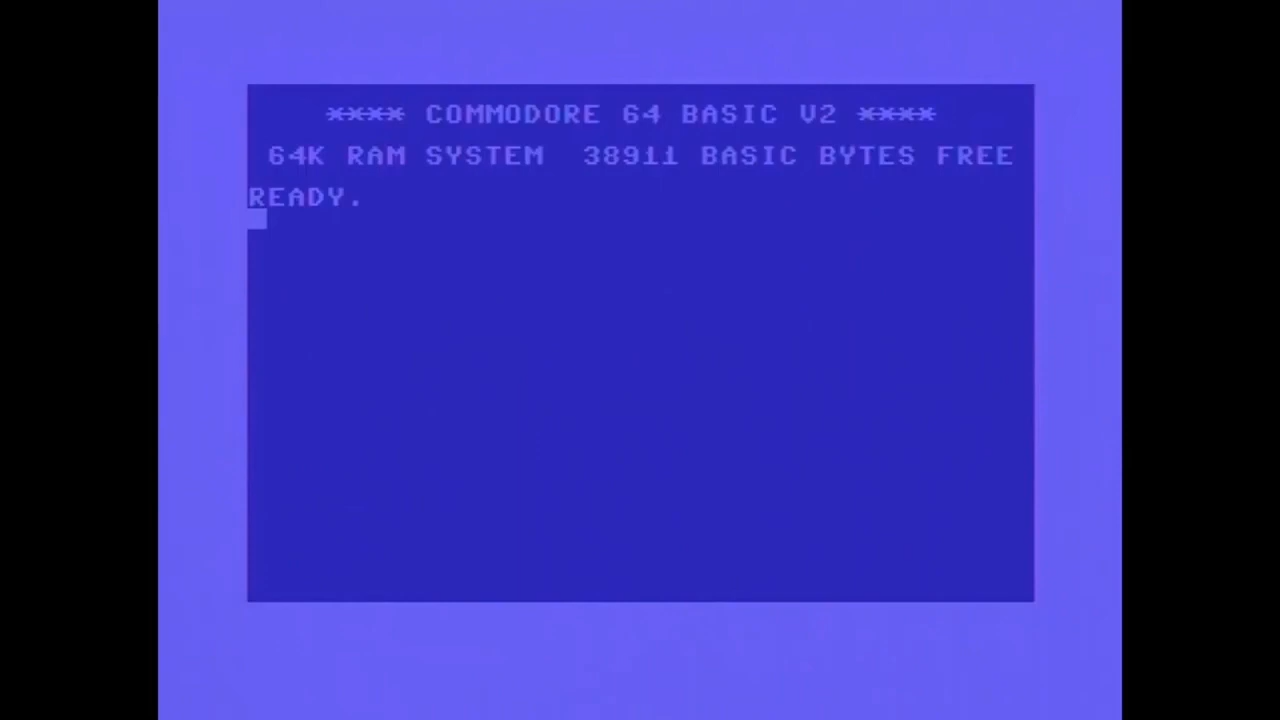 **** COMMODORE 64 BASIC V2 ****
64K RAM SYSTEM  38911 BASIC BYTES FREE
READY.